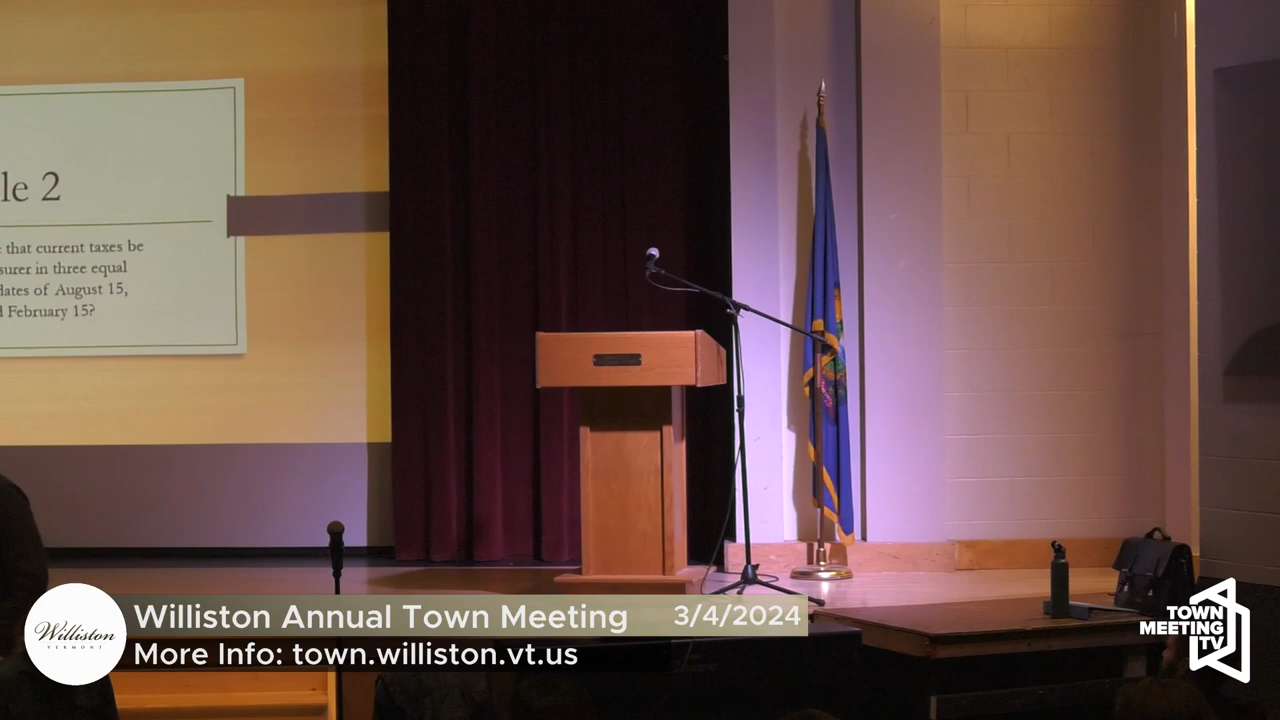 le 2
that current taxes be
surer in three equal
dates of August 15,
February 15?
Williston
VERMONT
Williston Annual Town Meeting 3/4/2024
More Info: town.williston.vt.us
TOWN
MEETING
TV